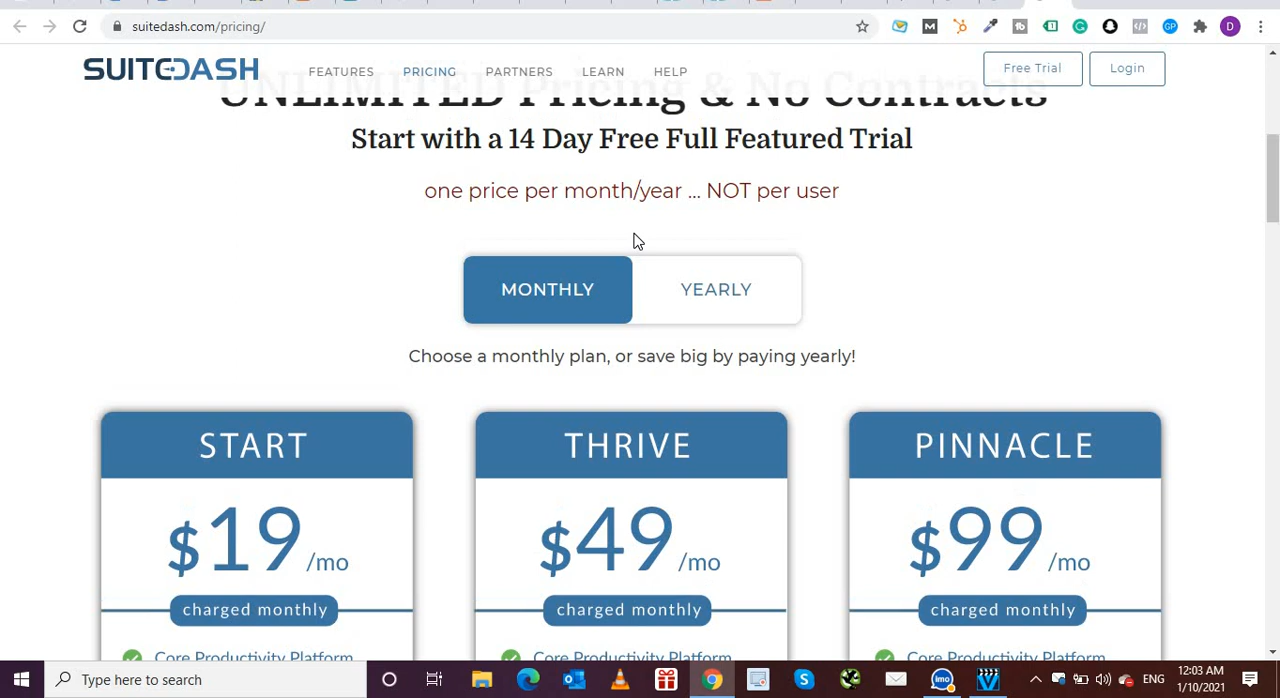 suitedash.com/pricing/
SUITEDASH
FEATURES PRICING PARTNERS LEARN HELP
Free Trial
Login
UNLIMITED Pricing & No Contracts
Start with a 14 Day Free Full Featured Trial
one price per month/year ... NOT per user
MONTHLY YEARLY
Choose a monthly plan, or save big by paying yearly!
START THRIVE PINNACLE
$19/mo $49/mo $99/mo
charged monthly charged monthly charged monthly
Core Productivity Platform Core Productivity Platform Core Productivity Platform
Type here to search
imo
ENG
12:03 AM
1/10/2021